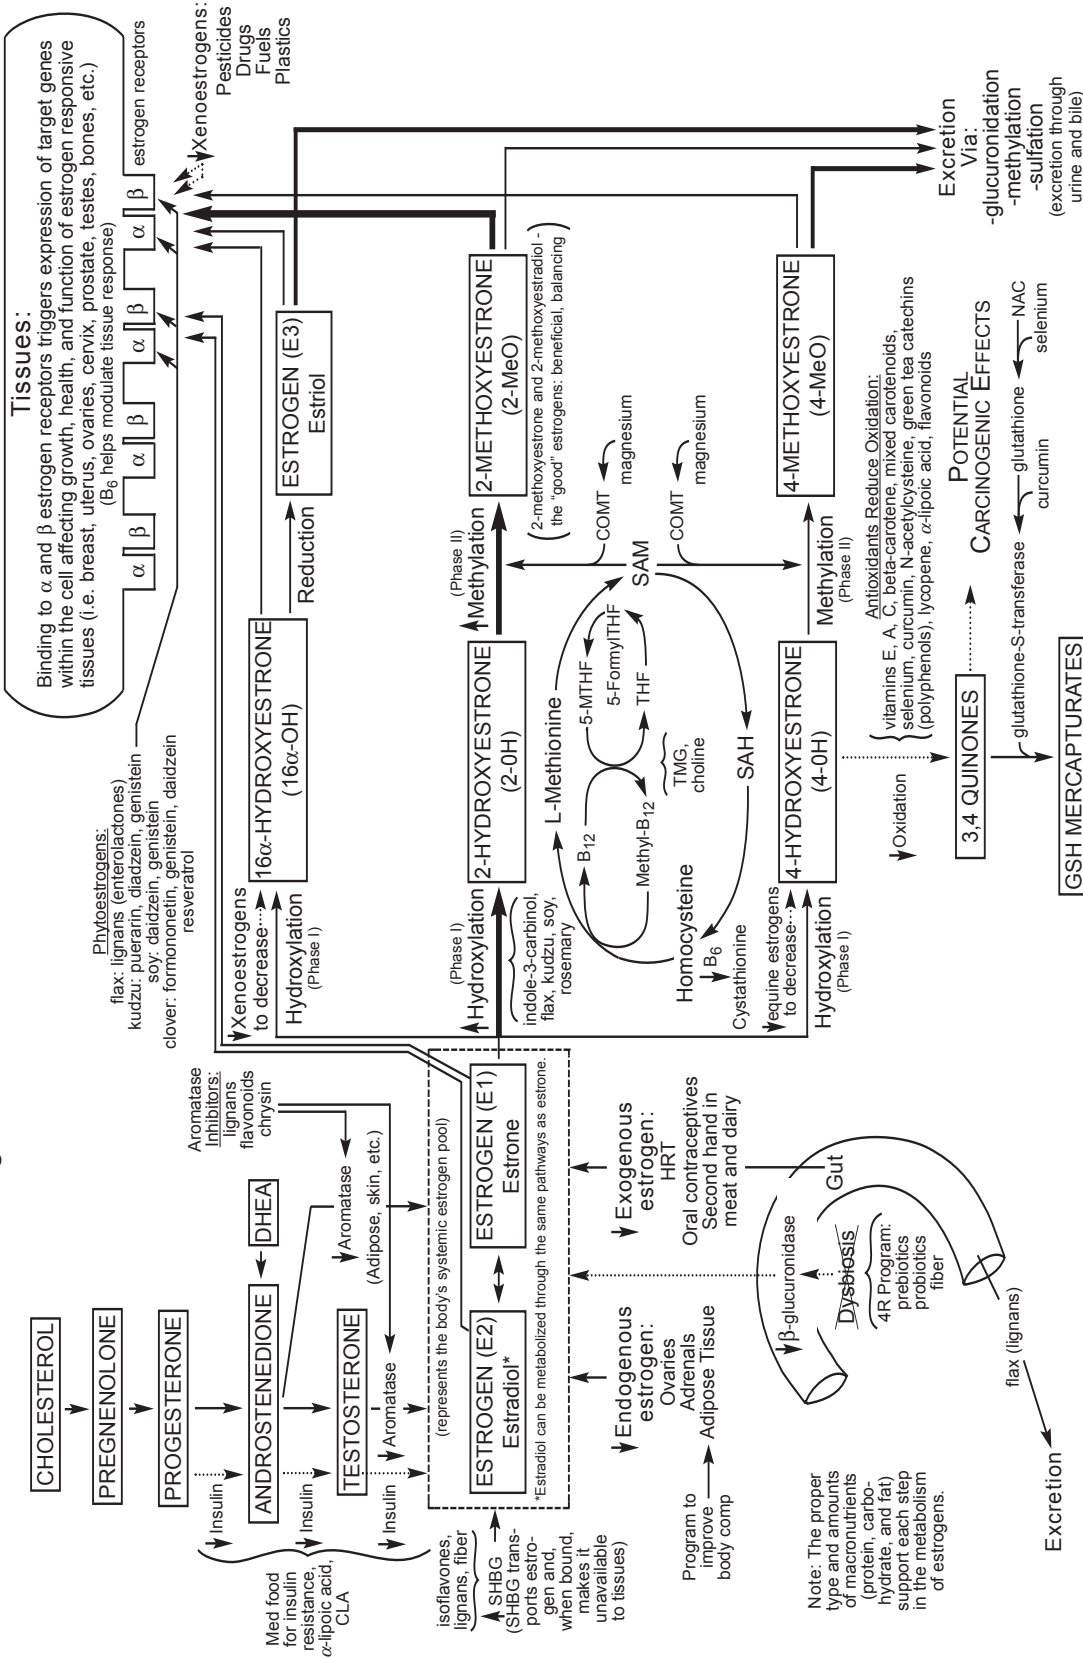 Tissues:
Binding to α and β estrogen receptors triggers expression of target genes
within the cell affecting growth, health, and function of estrogen responsive
tissues (i.e. breast, uterus, ovaries, cervix, prostate, testes, bones, etc.)
(B6 helps modulate tissue response)
α β α β α β α β
estrogen receptors
Xenoestrogens:
Pesticides
Drugs
Fuels
Plastics
Phytoestrogens:
flax: lignans (enterolactones)
kudzu: puerarin, diadzein, genistein
soy: daidzein, genistein
clover: formononetin, genistein, daidzein
resveratrol
CHOLESTEROL
PREGNENOLONE
PROGESTERONE
ANDROSTENEDIONE
DHEA
TESTOSTERONE
Insulin
Insulin
Insulin
Med food
for insulin
resistance,
α-lipoic acid,
CLA
Aromatase
Inhibitors:
lignans
flavonoids
chrysin
Aromatase
(Adipose, skin, etc.)
Aromatase
(represents the body's systemic estrogen pool)
ESTROGEN (E2)
Estradiol*
ESTROGEN (E1)
Estrone
*Estradiol can be metabolized through the same pathways as estrone.
isoflavones,
lignans, fiber
SHBG
(SHBG trans-
ports estro-
gen and,
when bound,
makes it
unavailable
to tissues)
Endogenous
estrogen:
Ovaries
Adrenals
Adipose Tissue
Program to
improve
body comp
Exogenous
estrogen:
HRT
Oral contraceptives
Second hand in
meat and dairy
β-glucuronidase
Dysbiosis
4R Program:
prebiotics
probiotics
fiber
Gut
flax (lignans)
Excretion
Note: The proper
type and amounts
of macronutrients
(protein, carbo-
hydrate, and fat)
support each step
in the metabolism
of estrogens.
Xenoestrogens
to decrease
Hydroxylation
(Phase I)
16α-HYDROXYESTRONE
(16α-OH)
Reduction
ESTROGEN (E3)
Estriol
(Phase I)
Hydroxylation
indole-3-carbinol,
flax, kudzu, soy,
rosemary
2-HYDROXYESTRONE
(2-0H)
(Phase II)
Methylation
2-METHOXYESTRONE
(2-MeO)
2-methoxyestrone and 2-methoxyestradiol -
the "good" estrogens: beneficial, balancing
L-Methionine
B12
5-MTHF
5-FormylTHF
THF
Methyl-B12
TMG,
choline
SAM
COMT
magnesium
COMT
magnesium
SAH
Homocysteine
B6
Cystathionine
equine estrogens
to decrease
Hydroxylation
(Phase I)
4-HYDROXYESTRONE
(4-0H)
Methylation
(Phase II)
4-METHOXYESTRONE
(4-MeO)
Excretion
Via:
-glucuronidation
-methylation
-sulfation
(excretion through
urine and bile)
Oxidation
Antioxidants Reduce Oxidation:
vitamins E, A, C, beta-carotene, mixed carotenoids,
selenium, curcumin, N-acetylcysteine, green tea catechins
(polyphenols), lycopene, α-lipoic acid, flavonoids
3,4 QUINONES
POTENTIAL
CARCINOGENIC EFFECTS
glutathione-S-transferase
curcumin
glutathione
NAC
selenium
GSH MERCAPTURATES